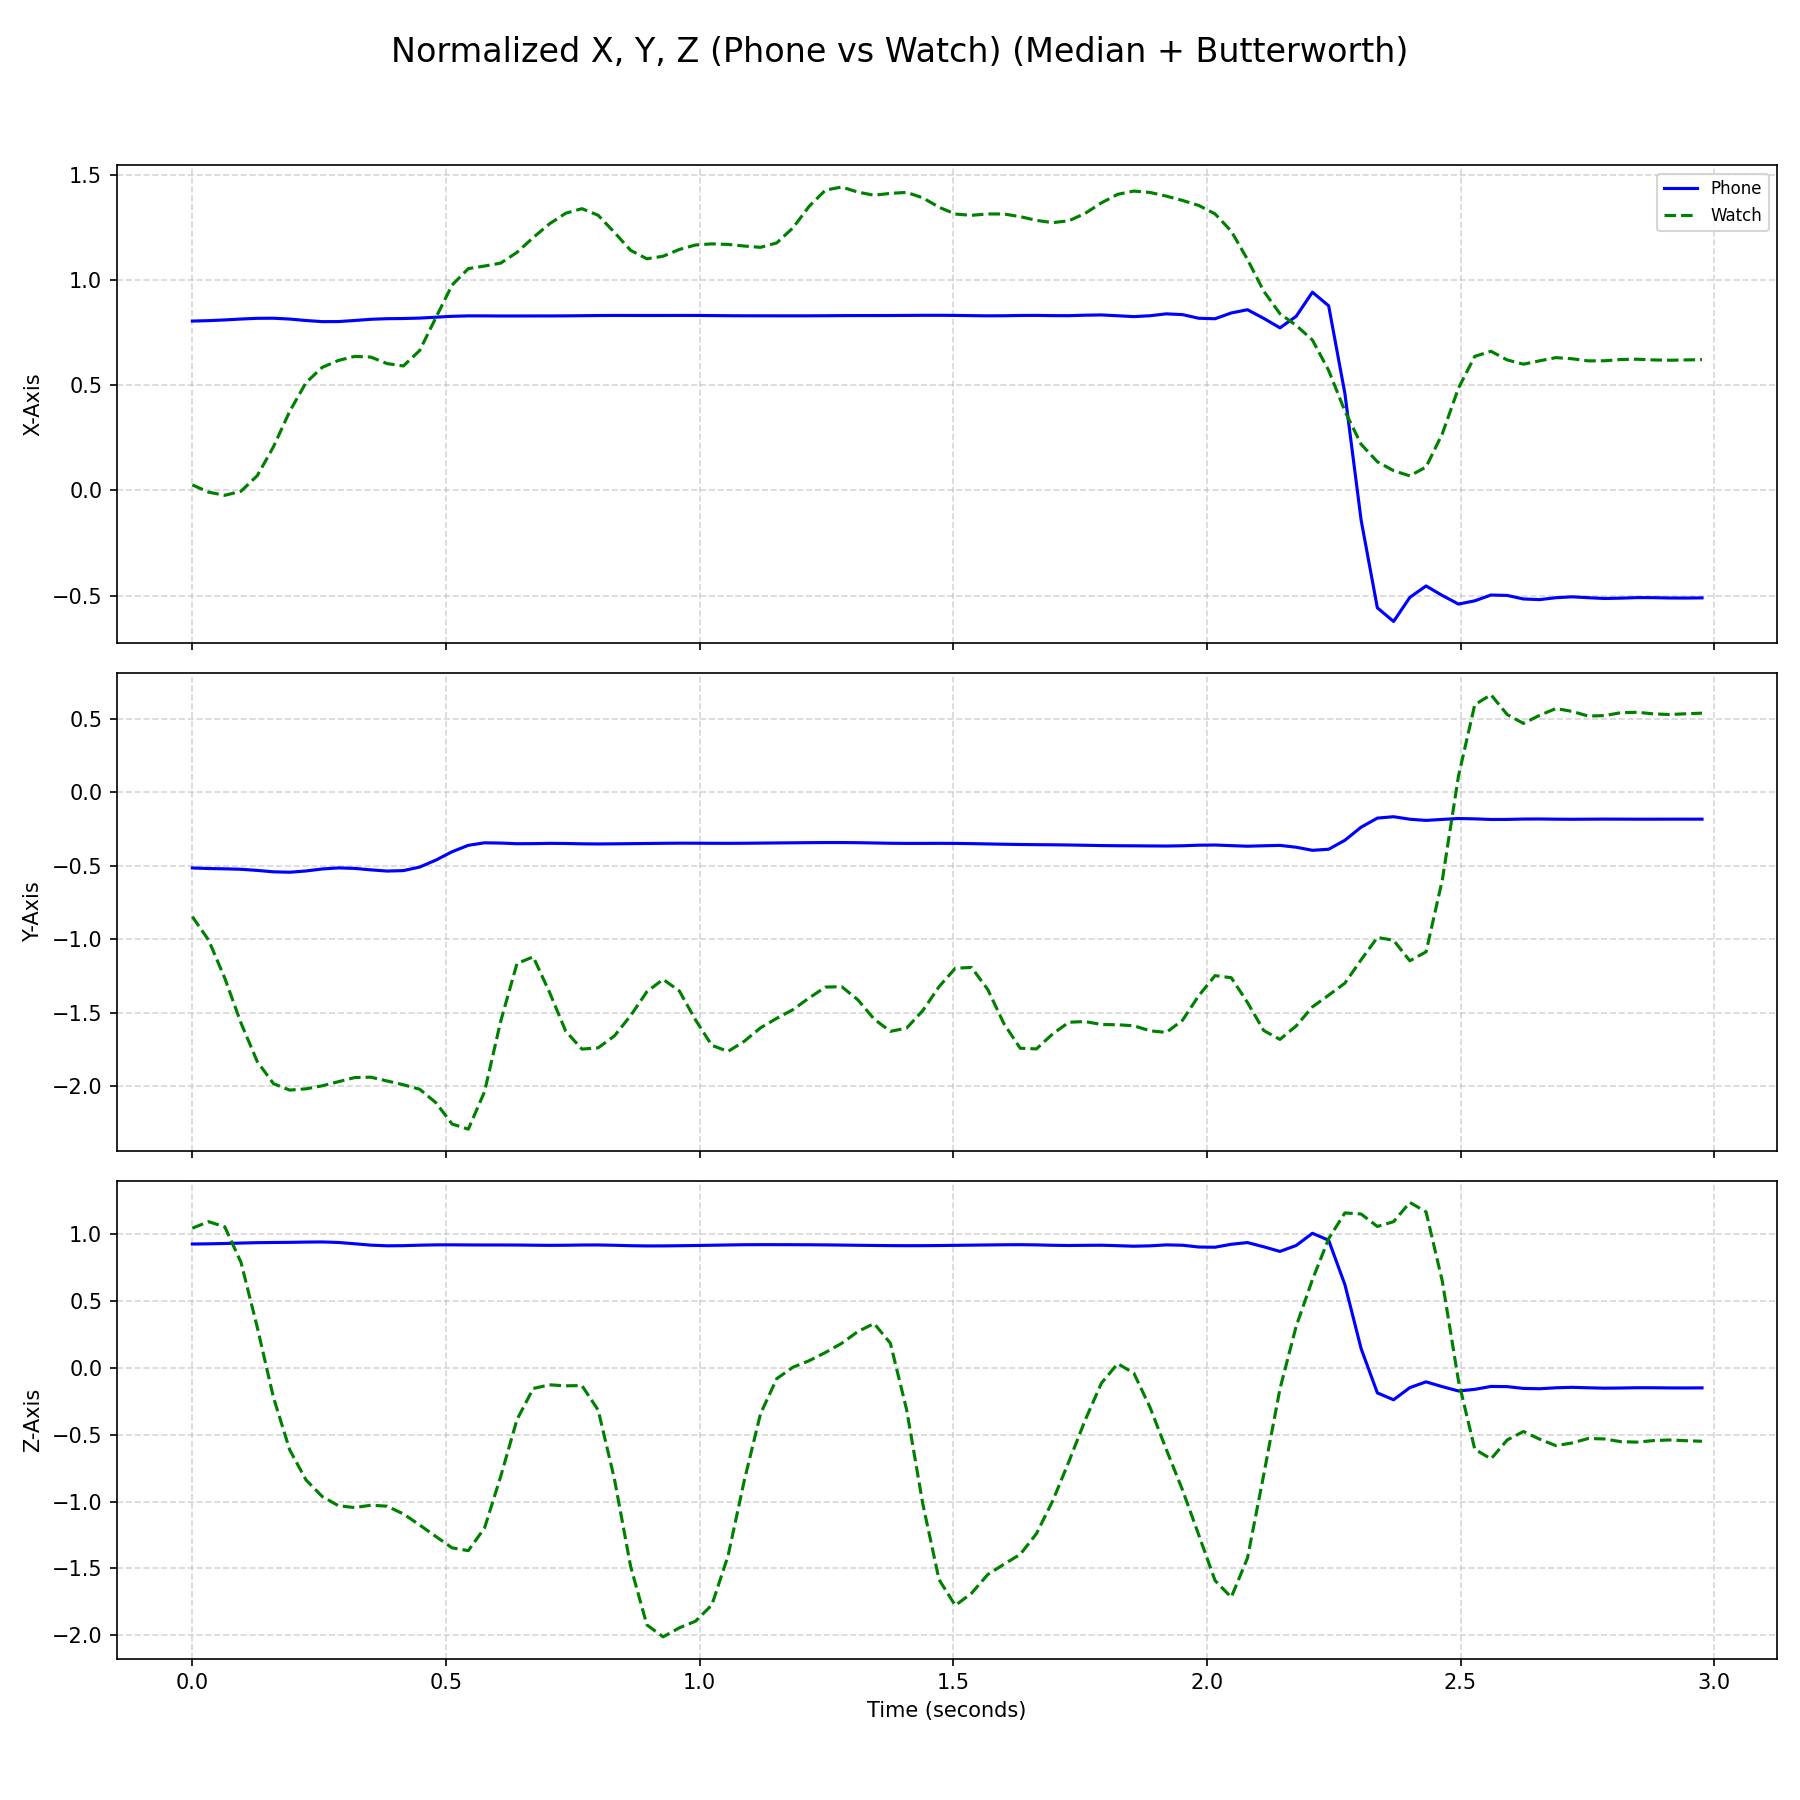 Normalized X, Y, Z (Phone vs Watch) (Median + Butterworth)
1.5
1.0
0.5
0.0
−0.5
X-Axis
Phone
Watch
0.5
0.0
−0.5
−1.0
−1.5
−2.0
Y-Axis
1.0
0.5
0.0
−0.5
−1.0
−1.5
−2.0
Z-Axis
0.0 0.5 1.0 1.5 2.0 2.5 3.0
Time (seconds)